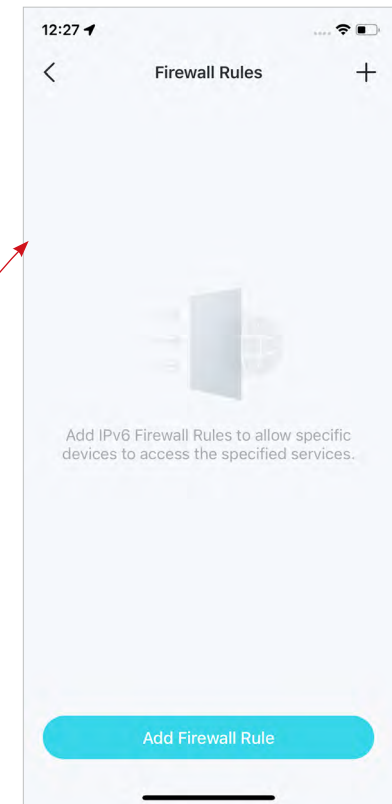 12:27
Firewall Rules
Add IPv6 Firewall Rules to allow specific
devices to access the specified services.
Add Firewall Rule